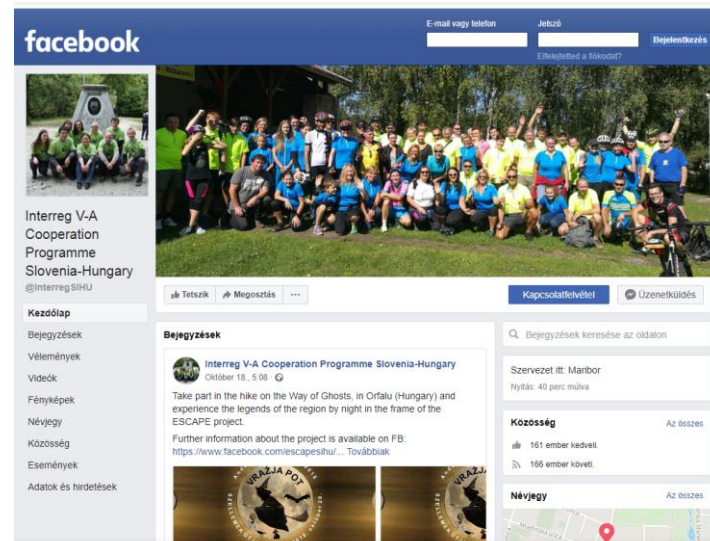 facebook
E-mail vagy telefon
Jelszó
Bejelentkezés
Elfelejtetted a fiókodat?
Interreg V-A
Cooperation
Programme
Slovenia-Hungary
@InterregSIHU
Kezdőlap
Bejegyzések
Vélemények
Videók
Fényképek
Névjegy
Közösség
Események
Adatok és hirdetések
Tetszik
Megosztás
Kapcsolatfelvétel
Üzenetküldés
Bejegyzések
Interreg V-A Cooperation Programme Slovenia-Hungary
Október 18., 5:08
Take part in the hike on the Way of Ghosts, in Orfalu (Hungary) and
experience the legends of the region by night in the frame of the
ESCAPE project.
Further information about the project is available on FB:
https://www.facebook.com/escapesihu/... Továbbiak
VRAŽJA POT
VRAŽJA
Bejegyzések keresése az oldalon
Szervezet itt: Maribor
Nyitás: 40 perc múlva
Közösség
Az összes
161 ember kedveli.
166 ember követi.
Névjegy
Az összes